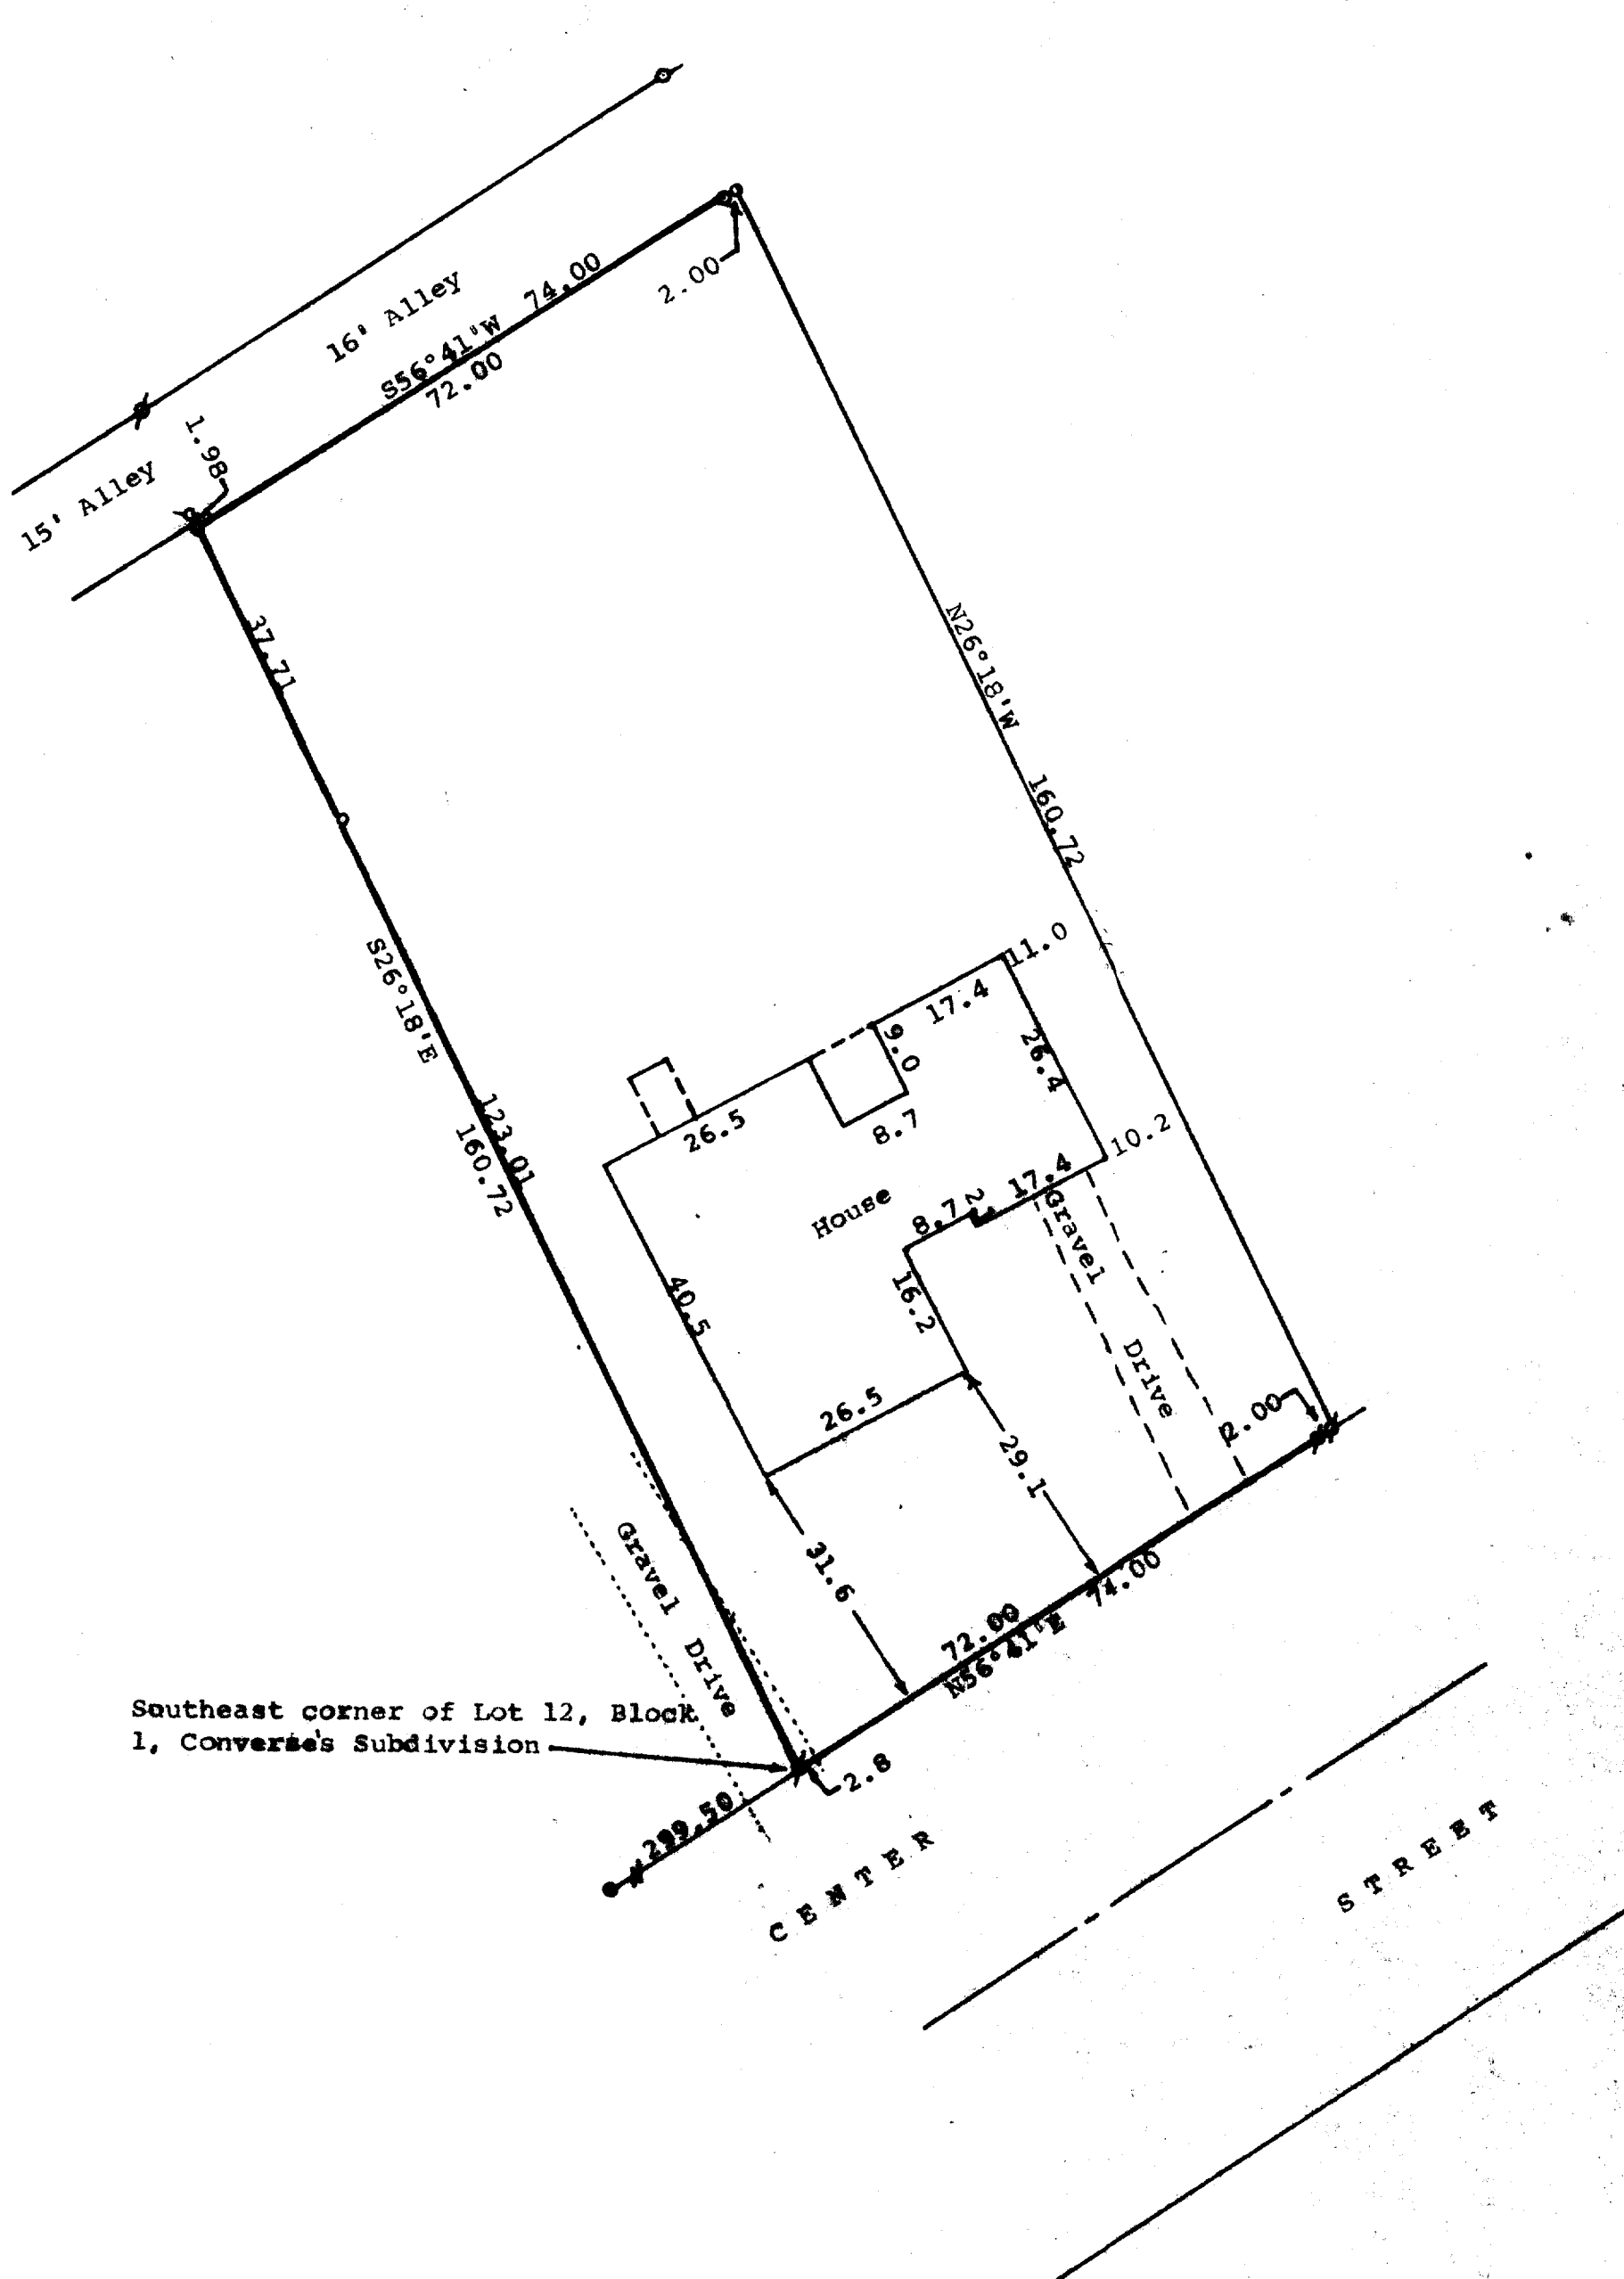 16' Alley
74.00
S56°41'W
72.00
2.00
1.98
15' Alley
37.71
N26°18'W
160.72
S26°18'E
123.01
160.72
11.0
17.4
9.0
26.4
26.5
8.7
10.2
House
17.4
8.7
Gravel Drive
40.5
16.2
26.5
29.1
2.00
31.6
Gravel Drive
74.00
72.00
N56°41'E
Southeast corner of Lot 12, Block
1, Converse's Subdivision
2.8
299.50
CENTER STREET